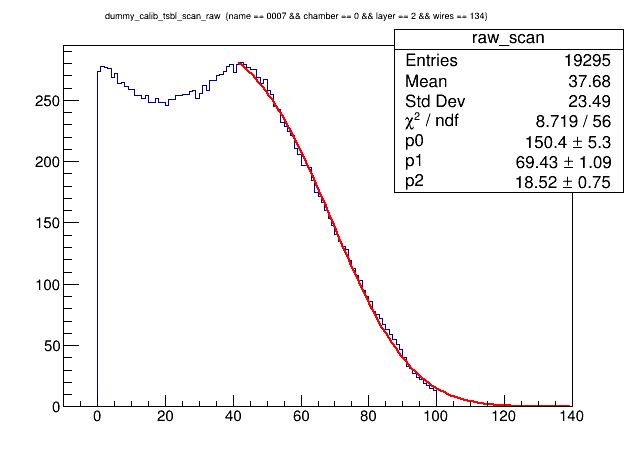 dummy_calib_tsbl_scan_raw (name == 0007 && chamber == 0 && layer == 2 && wires == 134)
raw_scan
Entries 19295
Mean 37.68
Std Dev 23.49
χ² / ndf 8.719 / 56
p0 150.4 ± 5.3
p1 69.43 ± 1.09
p2 18.52 ± 0.75
250
200
150
100
50
0
0 20 40 60 80 100 120 140